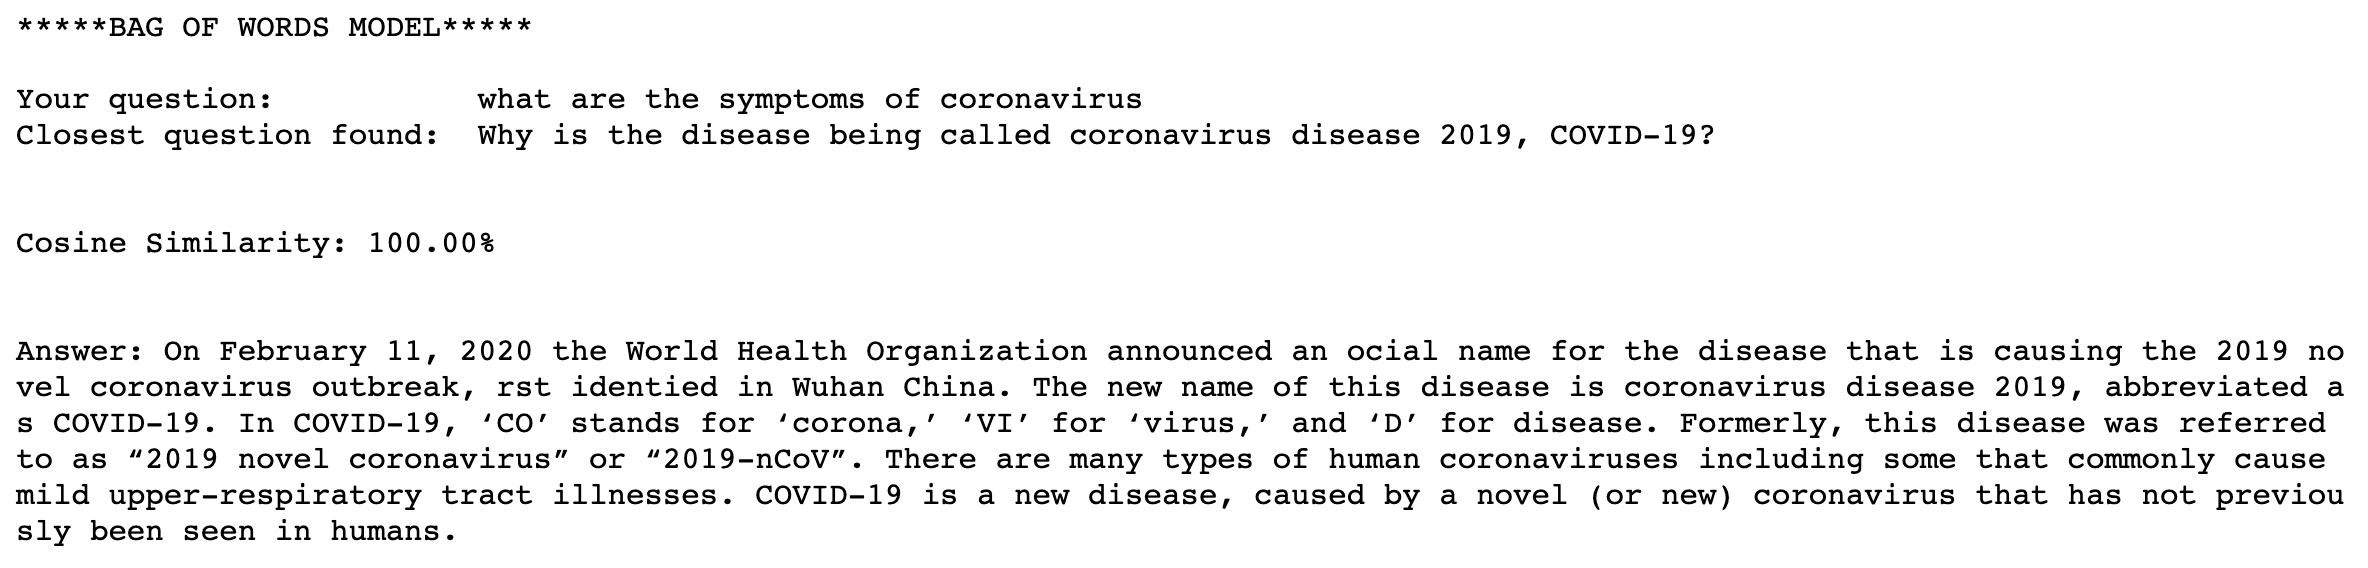 *****BAG OF WORDS MODEL*****
Your question: what are the symptoms of coronavirus
Closest question found: Why is the disease being called coronavirus disease 2019, COVID-19?
Cosine Similarity: 100.00%
Answer: On February 11, 2020 the World Health Organization announced an ocial name for the disease that is causing the 2019 no
vel coronavirus outbreak, rst identied in Wuhan China. The new name of this disease is coronavirus disease 2019, abbreviated a
s COVID-19. In COVID-19, ‘CO’ stands for ‘corona,’ ‘VI’ for ‘virus,’ and ‘D’ for disease. Formerly, this disease was referred
to as “2019 novel coronavirus” or “2019-nCoV”. There are many types of human coronaviruses including some that commonly cause
mild upper-respiratory tract illnesses. COVID-19 is a new disease, caused by a novel (or new) coronavirus that has not previou
sly been seen in humans.